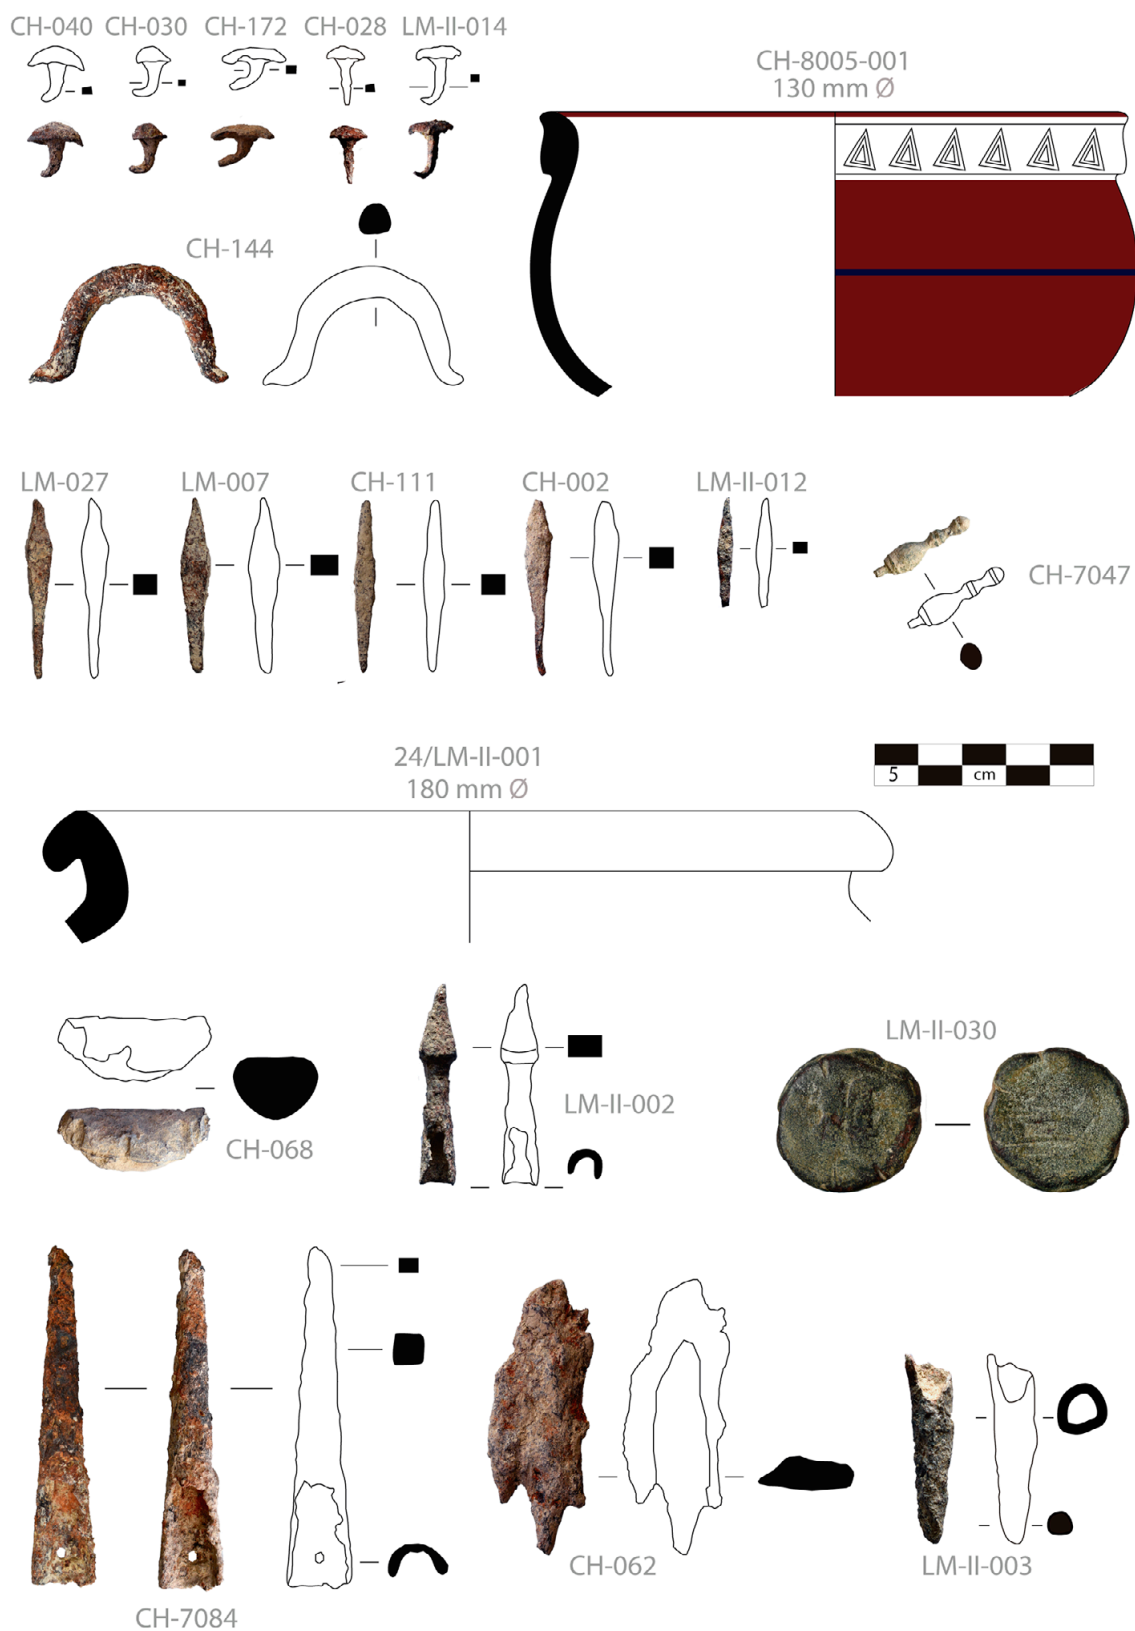 CH-040 CH-030 CH-172 CH-028 LM-II-014
CH-8005-001
130 mm Ø
CH-144
LM-027 LM-007 CH-111 CH-002 LM-II-012
CH-7047
24/LM-II-001
180 mm Ø
5 cm
LM-II-030
LM-II-002
CH-068
CH-062
LM-II-003
CH-7084